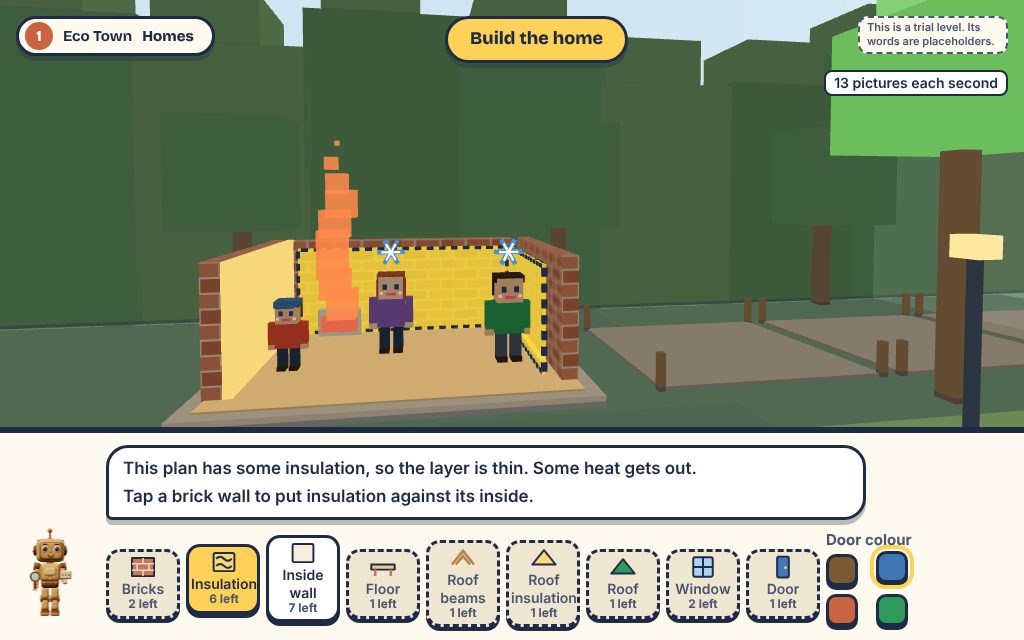 1 Eco Town Homes
Build the home
This is a trial level. Its
words are placeholders.
13 pictures each second
This plan has some insulation, so the layer is thin. Some heat gets out.
Tap a brick wall to put insulation against its inside.
Bricks
2 left
Insulation
6 left
Inside
wall
7 left
Floor
1 left
Roof
beams
1 left
Roof
insulation
1 left
Roof
1 left
Window
2 left
Door
1 left
Door colour